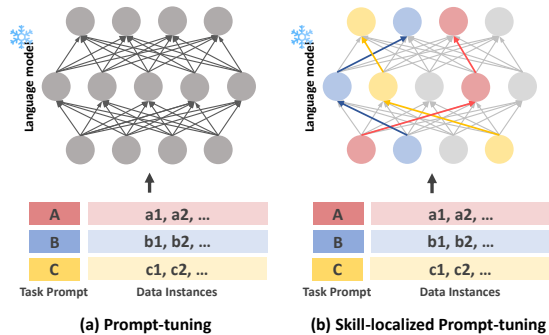 Language model
A a1, a2, ...
B b1, b2, ...
C c1, c2, ...
Task Prompt Data Instances
(a) Prompt-tuning
Language model
A a1, a2, ...
B b1, b2, ...
C c1, c2, ...
Task Prompt Data Instances
(b) Skill-localized Prompt-tuning